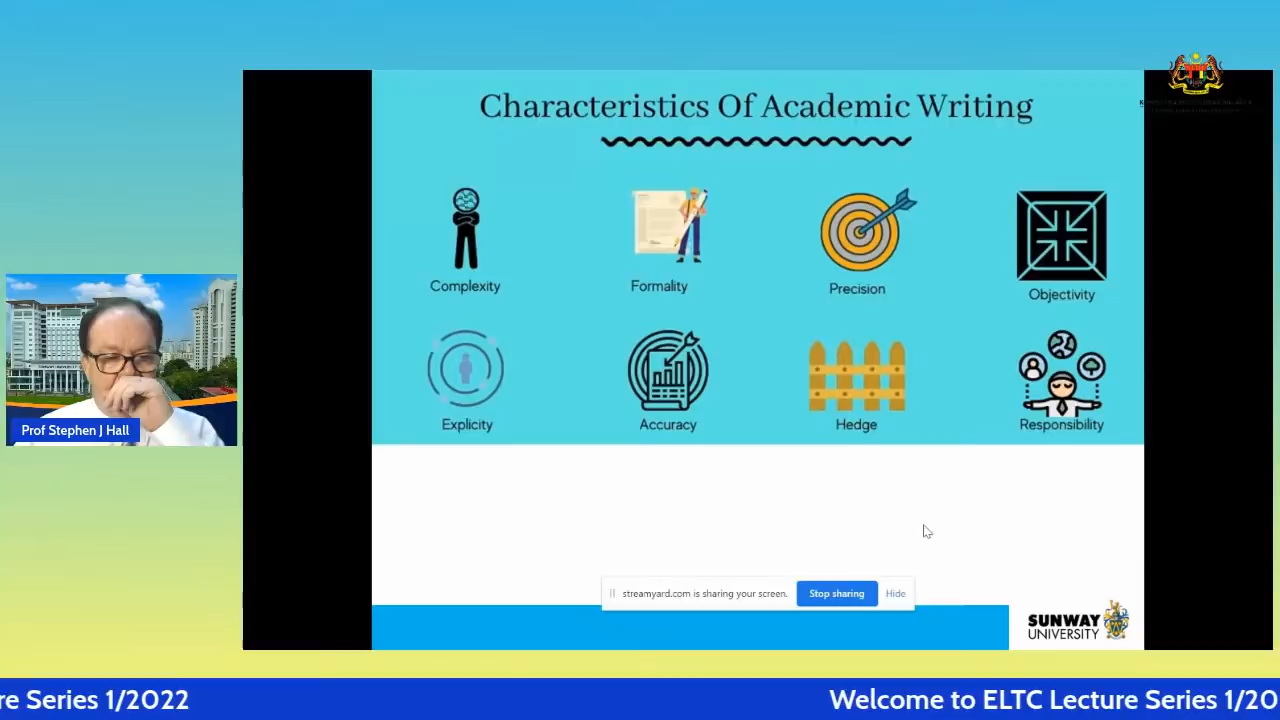 Characteristics Of Academic Writing
Complexity
Formality
Precision
Objectivity
Explicity
Accuracy
Hedge
Responsibility
Prof Stephen J Hall
streamyard.com is sharing your screen.
Stop sharing
Hide
SUNWAY
UNIVERSITY
re Series 1/2022
Welcome to ELTC Lecture Series 1/20